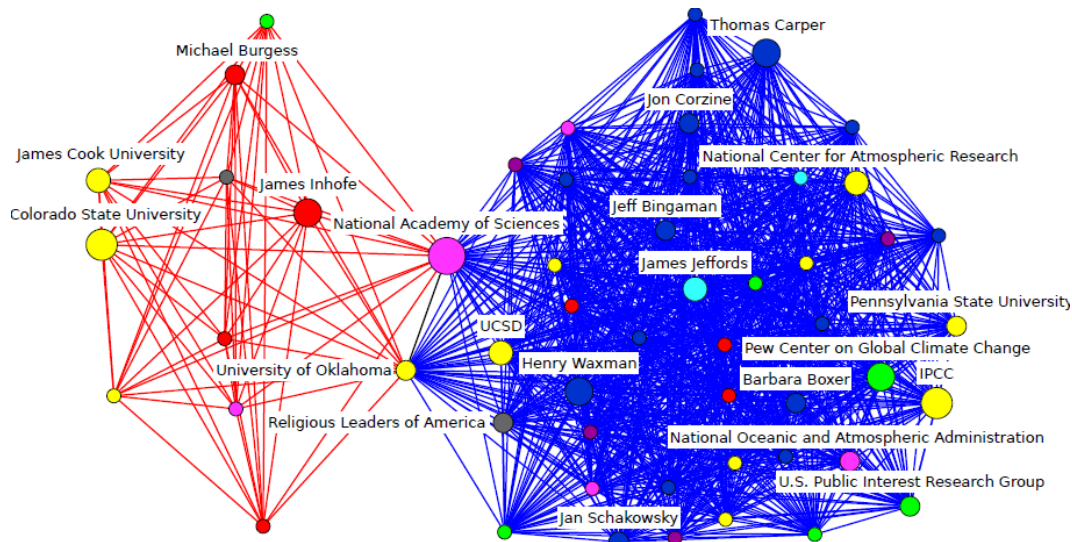 Thomas Carper
Michael Burgess
Jon Corzine
James Cook University
National Center for Atmospheric Research
James Inhofe
Colorado State University
Jeff Bingaman
National Academy of Sciences
James Jeffords
Pennsylvania State University
UCSD
Pew Center on Global Climate Change
Henry Waxman
University of Oklahoma
Barbara Boxer
IPCC
Religious Leaders of America
National Oceanic and Atmospheric Administration
U.S. Public Interest Research Group
Jan Schakowsky